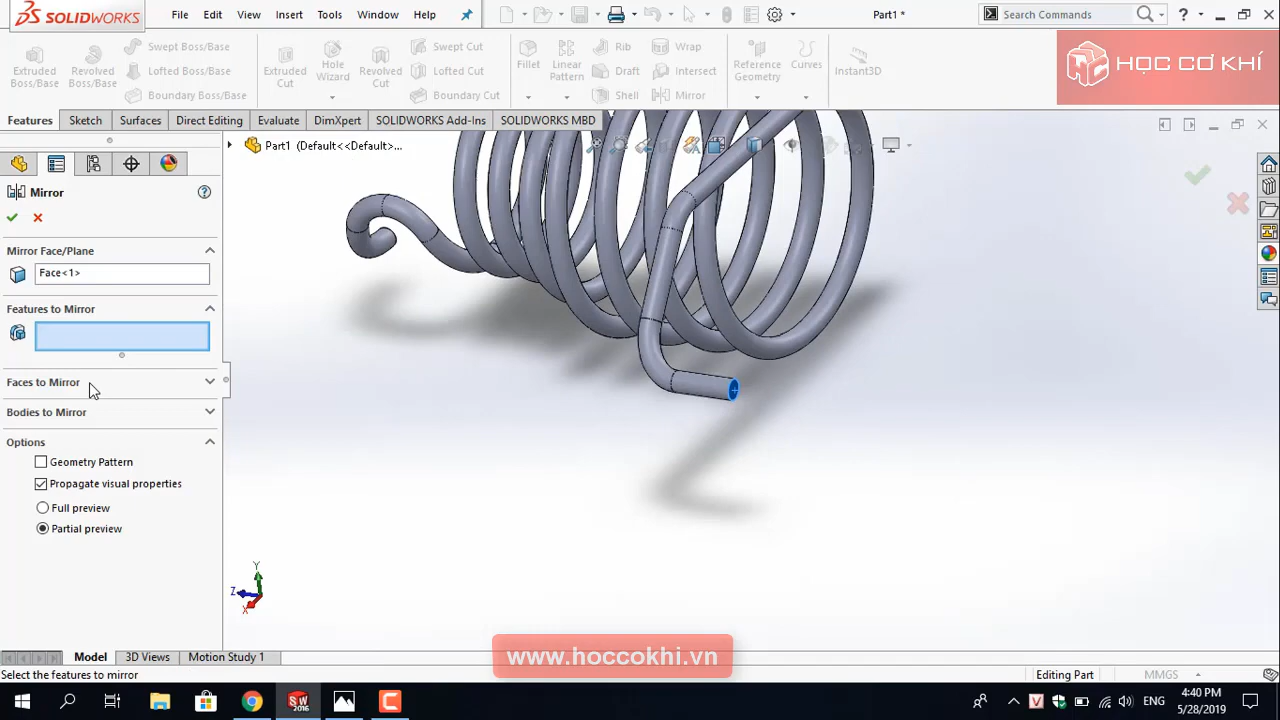 SOLIDWORKS File Edit View Insert Tools Window Help Part1 * Search Commands ?
Extruded Boss/Base
Revolved Boss/Base
Swept Boss/Base
Lofted Boss/Base
Boundary Boss/Base
Extruded Cut
Hole Wizard
Revolved Cut
Swept Cut
Lofted Cut
Boundary Cut
Fillet
Linear Pattern
Rib
Draft
Shell
Wrap
Intersect
Mirror
Reference Geometry
Curves
Instant3D
HỌC CƠ KHÍ
Features Sketch Surfaces Direct Editing Evaluate DimXpert SOLIDWORKS Add-Ins SOLIDWORKS MBD
Part1 (Default<<Default>...
Mirror
Mirror Face/Plane
Face<1>
Features to Mirror
Faces to Mirror
Bodies to Mirror
Options
Geometry Pattern
Propagate visual properties
Full preview
Partial preview
Y
Z
X
www.hoccokhi.vn
Model 3D Views Motion Study 1
Select the features to mirror Editing Part MMGS
SW 2016
ENG
4:40 PM
5/28/2019